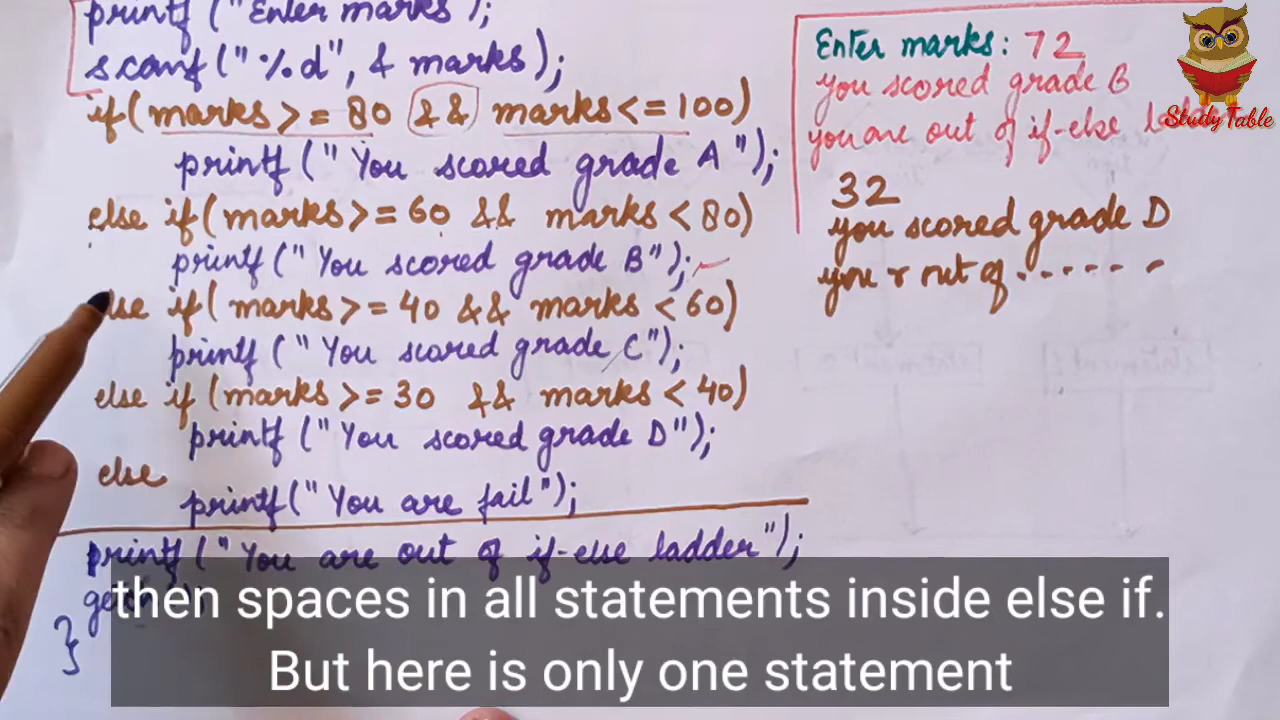 printf ("Enter marks");
scanf("%d", & marks);
if( marks >= 80 && marks <= 100)
printf (" You scored grade A ");
else if( marks >= 60 && marks < 80)
printf (" You scored grade B");
else if( marks >= 40 && marks < 60)
printf (" You scored grade C");
else if (marks >= 30 && marks < 40)
printf (" You scored grade D");
else
printf(" You are fail");
printf (" You are out of if-else ladder");
}
Enter marks: 72
you scored grade B
you are out of if-else
32
you scored grade D
you r out of . . . . . .
Study Table
then spaces in all statements inside else if.
But here is only one statement